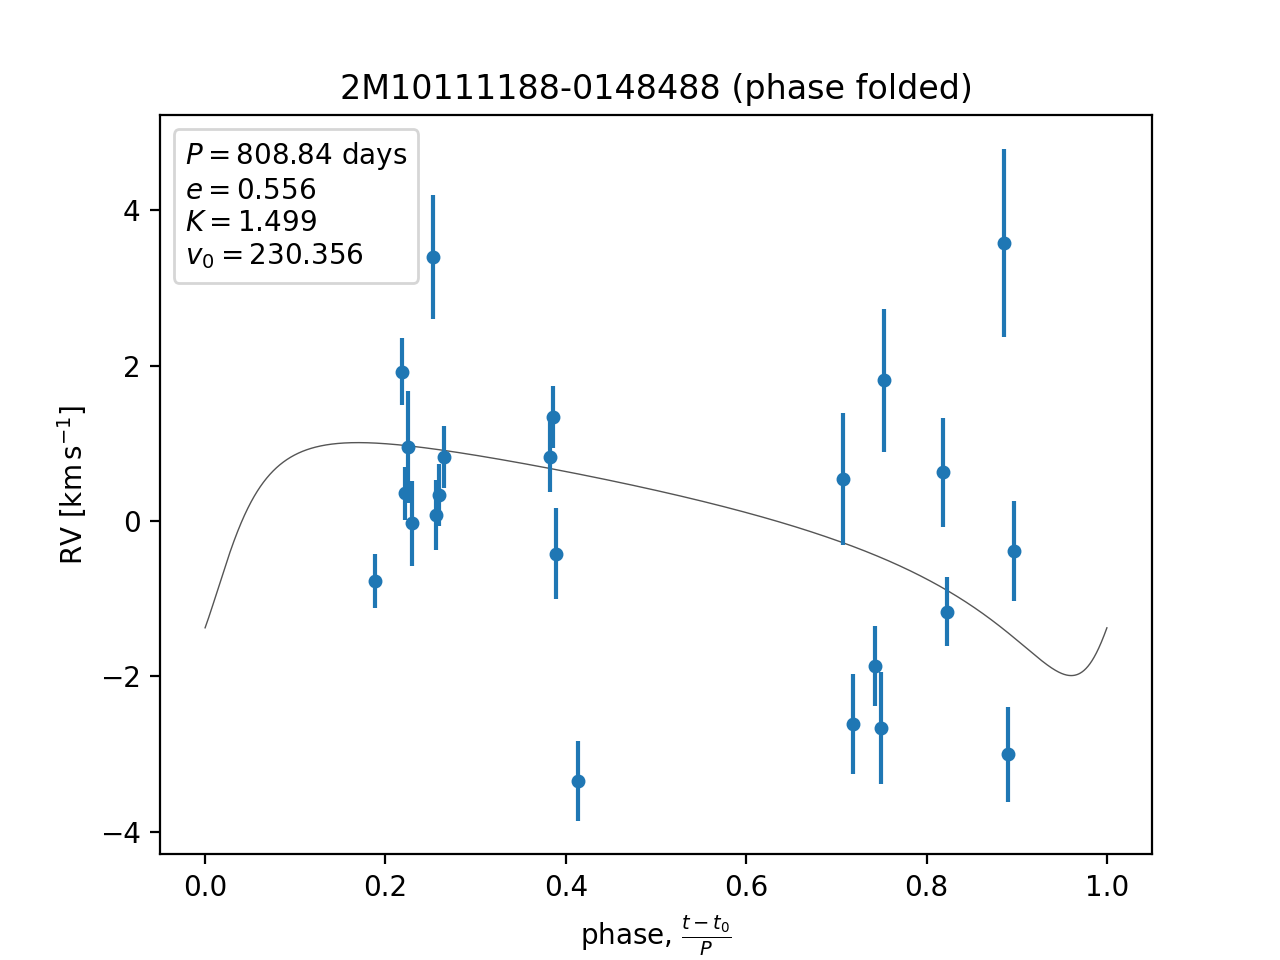 2M10111188-0148488 (phase folded)
P = 808.84 days
e = 0.556
K = 1.499
v₀ = 230.356
RV [km s⁻¹]
4
2
0
−2
−4
0.0 0.2 0.4 0.6 0.8 1.0
phase, (t − t₀)/P